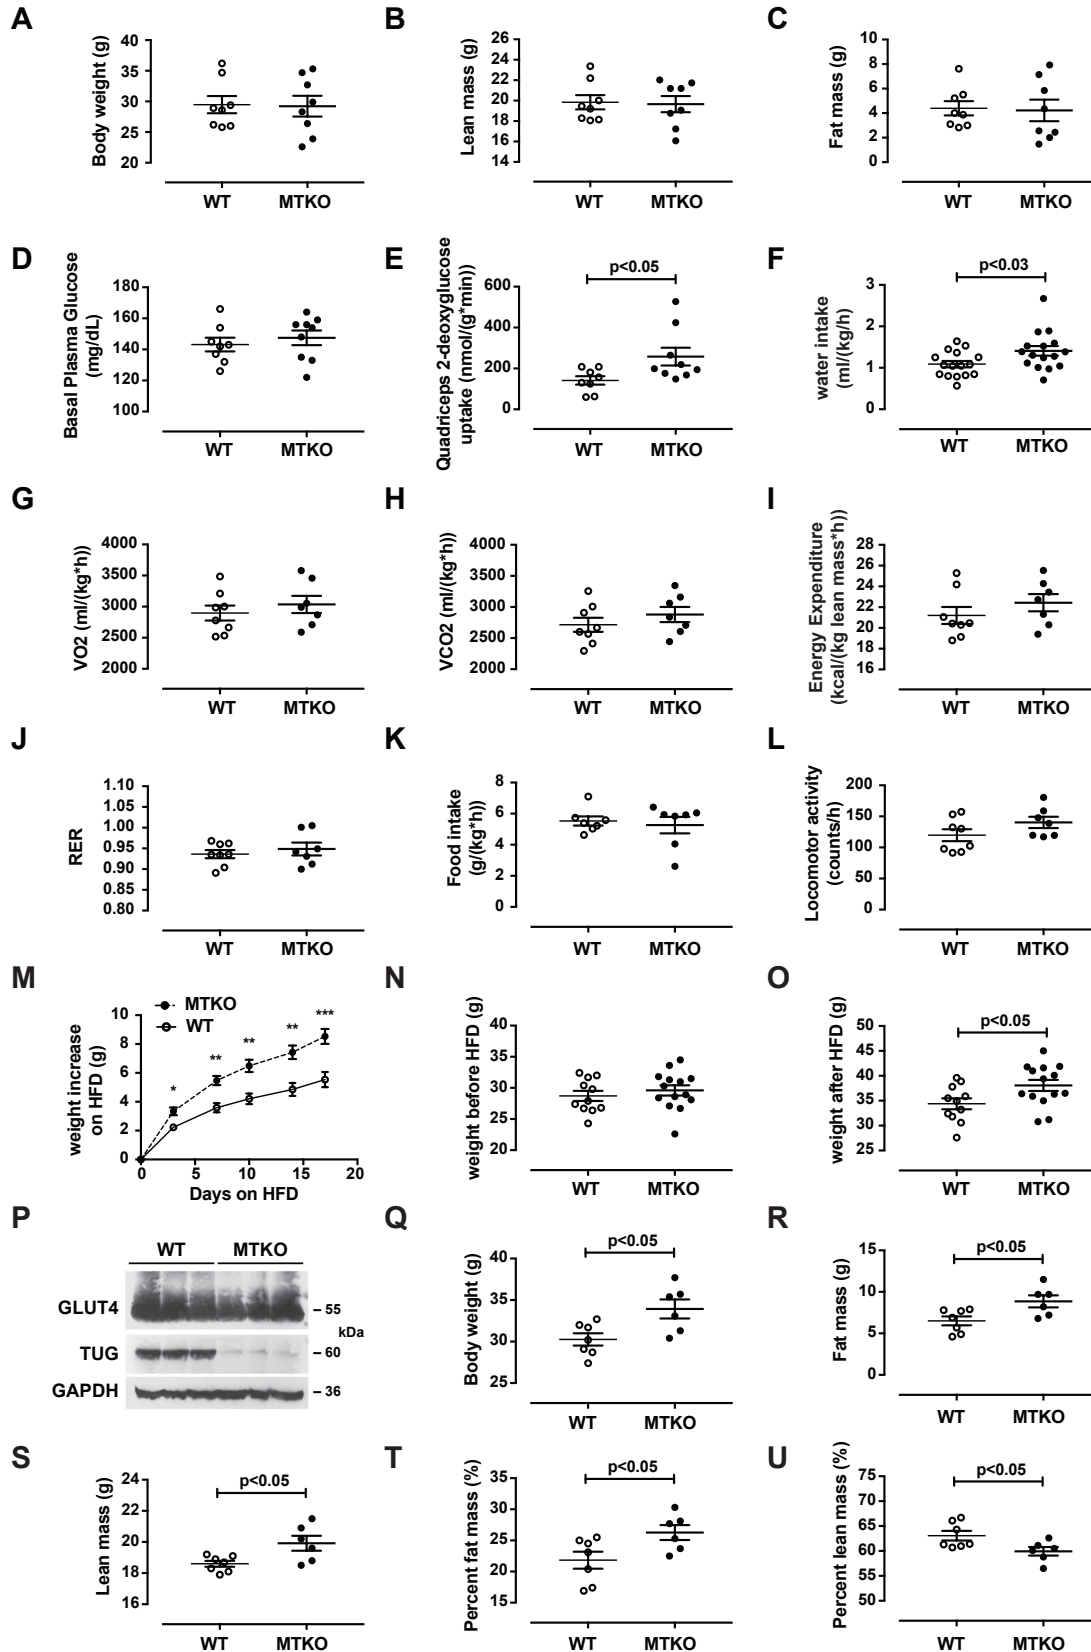 A
Body weight (g)
40
35
30
25
20
WT
MTKO
B
Lean mass (g)
26
24
22
20
18
16
14
WT
MTKO
C
Fat mass (g)
10
8
6
4
2
0
WT
MTKO
D
Basal Plasma Glucose
(mg/dL)
180
160
140
120
100
WT
MTKO
E
Quadriceps 2-deoxyglucose
uptake (nmol/(g*min))
p<0.05
600
400
200
0
WT
MTKO
F
water intake
(ml/(kg/h)
p<0.03
3
2
1
0
WT
MTKO
G
VO2 (ml/(kg*h))
4000
3500
3000
2500
2000
WT
MTKO
H
VCO2 (ml/(kg*h))
4000
3500
3000
2500
2000
WT
MTKO
I
Energy Expenditure
(kcal/(kg lean mass*h))
28
26
24
22
20
18
16
WT
MTKO
J
RER
1.10
1.05
1.00
0.95
0.90
0.85
0.80
WT
MTKO
K
Food intake
(g/(kg*h))
8
6
4
2
0
WT
MTKO
L
Locomotor activity
(counts/h)
200
150
100
50
0
WT
MTKO
M
weight increase
on HFD (g)
MTKO
WT
10
8
6
4
2
0
*
**
**
**
***
0
5
10
15
20
Days on HFD
N
weight before HFD (g)
40
35
30
25
20
WT
MTKO
O
weight after HFD (g)
p<0.05
50
45
40
35
30
25
WT
MTKO
P
WT
MTKO
GLUT4
– 55
kDa
TUG
– 60
GAPDH
– 36
Q
Body weight (g)
p<0.05
40
35
30
25
WT
MTKO
R
Fat mass (g)
p<0.05
15
10
5
0
WT
MTKO
S
Lean mass (g)
p<0.05
24
22
20
18
16
WT
MTKO
T
Percent fat mass (%)
p<0.05
35
30
25
20
15
WT
MTKO
U
Percent lean mass (%)
p<0.05
75
70
65
60
55
50
WT
MTKO